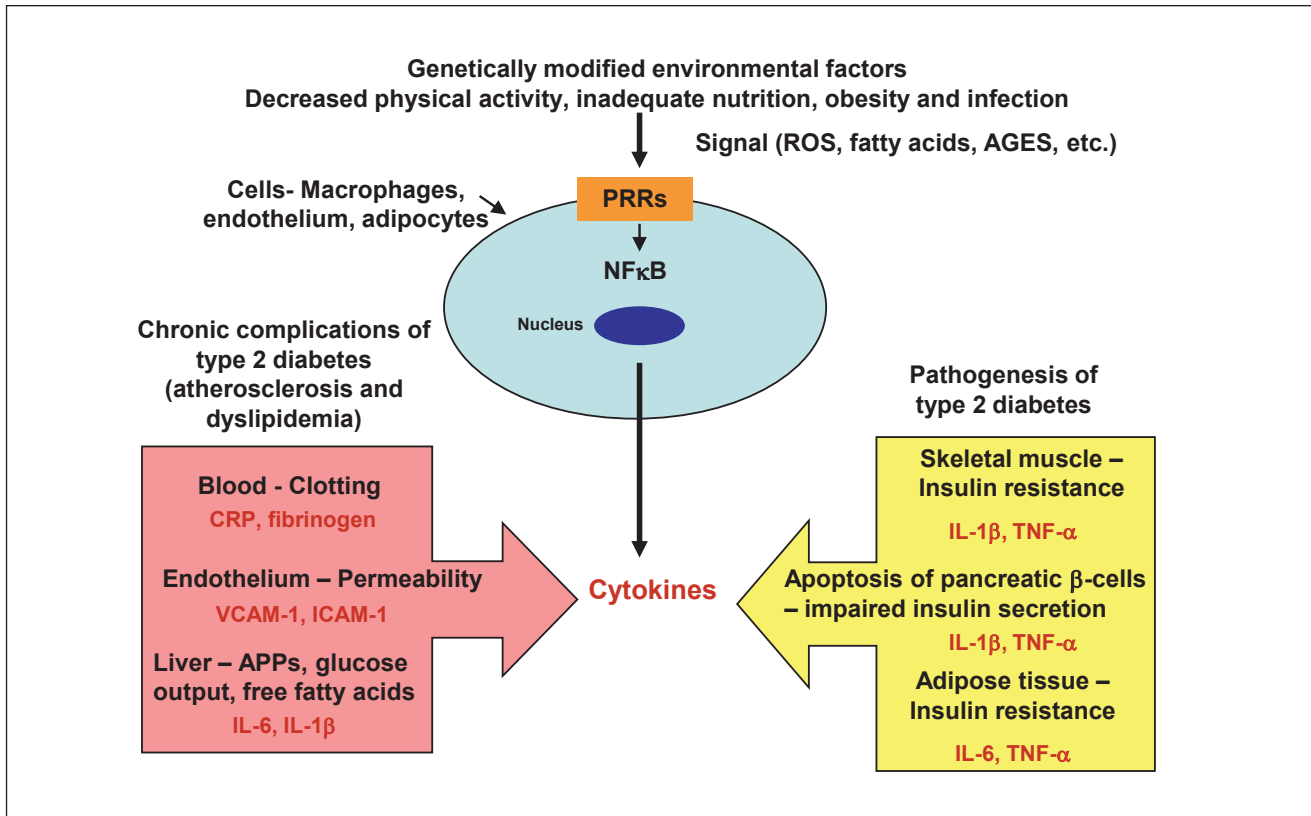 Genetically modified environmental factors
Decreased physical activity, inadequate nutrition, obesity and infection
Signal (ROS, fatty acids, AGES, etc.)
Cells- Macrophages,
endothelium, adipocytes
PRRs
NFκB
Nucleus
Chronic complications of
type 2 diabetes
(atherosclerosis and
dyslipidemia)
Blood - Clotting
CRP, fibrinogen
Endothelium – Permeability
VCAM-1, ICAM-1
Liver – APPs, glucose
output, free fatty acids
IL-6, IL-1β
Cytokines
Pathogenesis of
type 2 diabetes
Skeletal muscle –
Insulin resistance
IL-1β, TNF-α
Apoptosis of pancreatic β-cells
– impaired insulin secretion
IL-1β, TNF-α
Adipose tissue –
Insulin resistance
IL-6, TNF-α